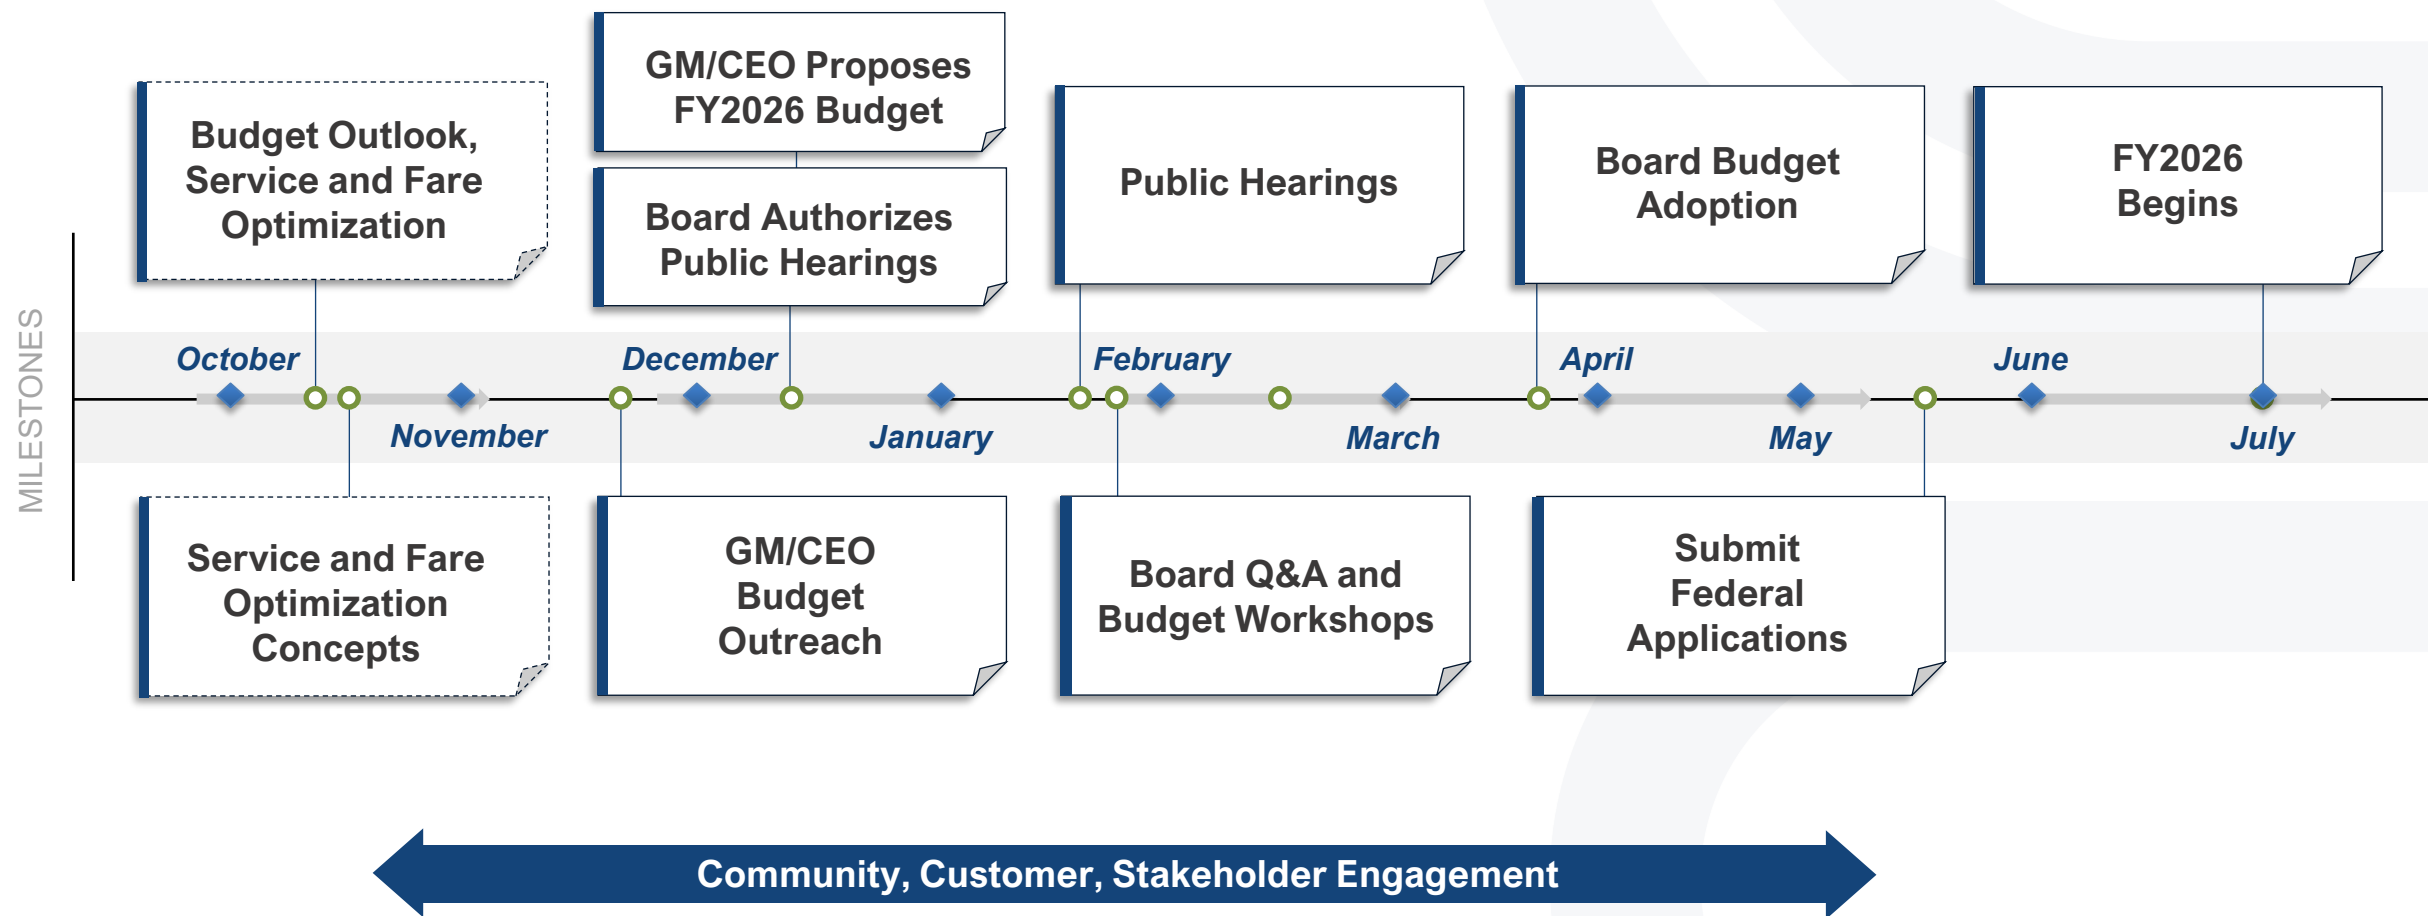 GM/CEO Proposes
FY2026 Budget
Budget Outlook,
Service and Fare
Optimization
Board Authorizes
Public Hearings
Public Hearings
Board Budget
Adoption
FY2026
Begins
MILESTONES
October
November
December
January
February
March
April
May
June
July
Service and Fare
Optimization
Concepts
GM/CEO
Budget
Outreach
Board Q&A and
Budget Workshops
Submit
Federal
Applications
Community, Customer, Stakeholder Engagement